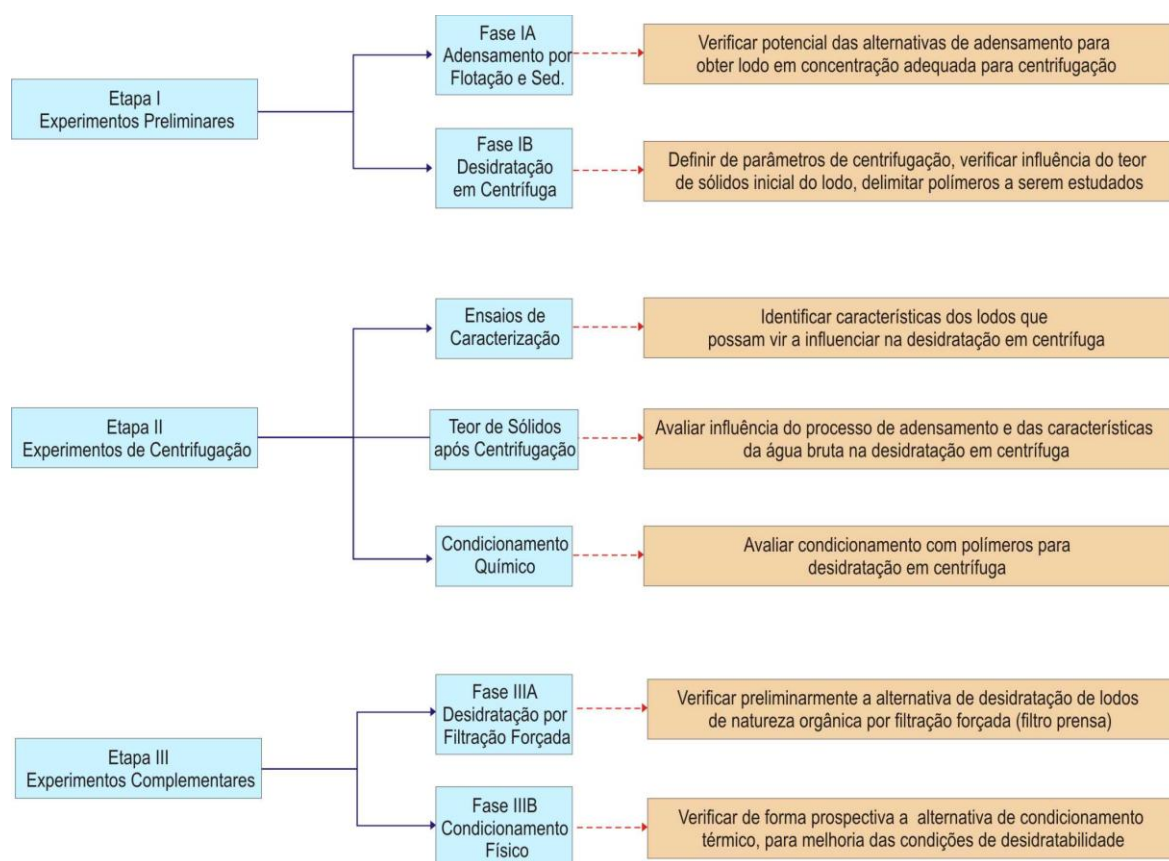 Etapa I
Experimentos Preliminares
Fase IA
Adensamento por
Flotação e Sed.
Verificar potencial das alternativas de adensamento para
obter lodo em concentração adequada para centrifugação
Fase IB
Desidratação
em Centrífuga
Definir de parâmetros de centrifugação, verificar influência do teor
de sólidos inicial do lodo, delimitar polímeros a serem estudados
Etapa II
Experimentos de Centrifugação
Ensaios de
Caracterização
Identificar características dos lodos que
possam vir a influenciar na desidratação em centrífuga
Teor de Sólidos
após Centrifugação
Avaliar influência do processo de adensamento e das características
da água bruta na desidratação em centrífuga
Condicionamento
Químico
Avaliar condicionamento com polímeros para
desidratação em centrífuga
Etapa III
Experimentos Complementares
Fase IIIA
Desidratação por
Filtração Forçada
Verificar preliminarmente a alternativa de desidratação de lodos
de natureza orgânica por filtração forçada (filtro prensa)
Fase IIIB
Condicionamento
Físico
Verificar de forma prospectiva a alternativa de condicionamento
térmico, para melhoria das condições de desidratabilidade